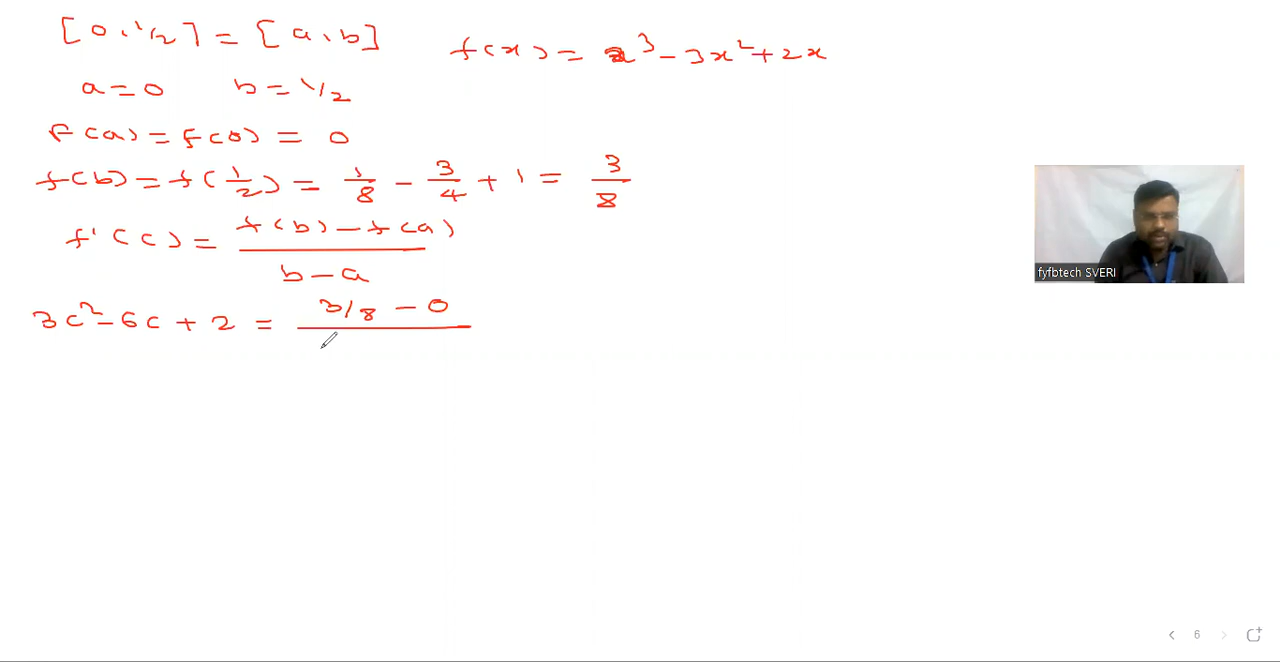 [0, 1/2] = [a, b]
f(x) = x³ - 3x² + 2x
a = 0 b = 1/2
f(a) = f(0) = 0
f(b) = f(1/2) = 1/8 - 3/4 + 1 = 3/8
f'(c) = f(b) - f(a) / b - a
3c² - 6c + 2 = 3/8 - 0
fyfbtech SVERI
6